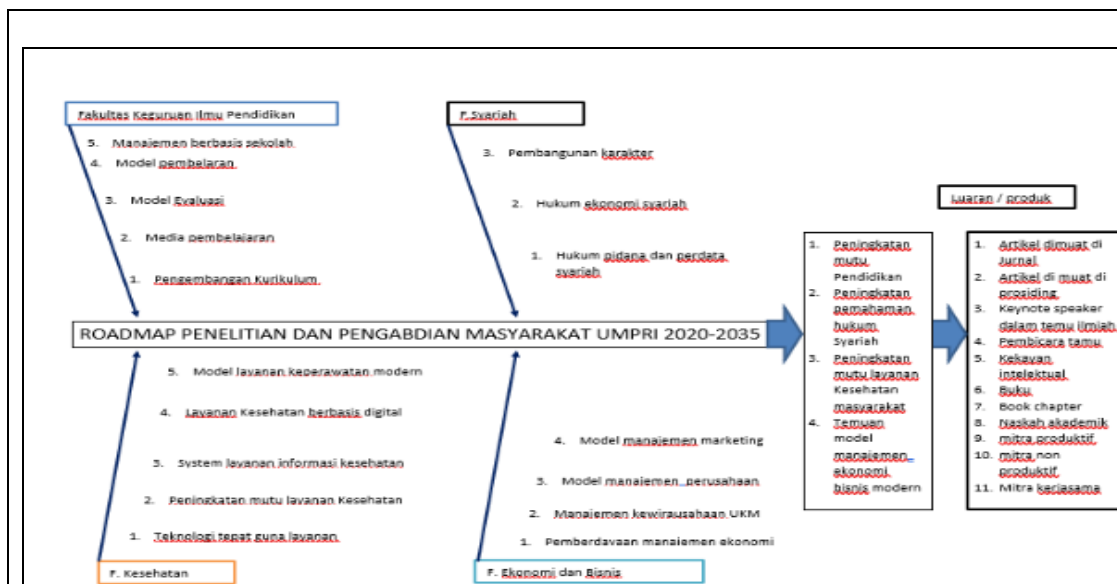 Fakultas Keguruan Ilmu Pendidikan
5. Manajemen berbasis sekolah
4. Model pembelaran
3. Model Evaluasi
2. Media pembelajaran
1. Pengembangan Kurikulum
F.Syariah
3. Pembangunan karakter
2. Hukum ekonomi syariah
1. Hukum pidana dan perdata
syariah
ROADMAP PENELITIAN DAN PENGABDIAN MASYARAKAT UMPRI 2020-2035
5. Model layanan keperawatan modern
4. Layanan Kesehatan berbasis digital
3. System layanan informasi kesehatan
2. Peningkatan mutu layanan Kesehatan
1. Teknologi tepat guna layanan
F. Kesehatan
4. Model manajemen marketing
3. Model manajemen perusahaan
2. Manajemen kewirausahaan UKM
1. Pemberdayaan manajemen ekonomi
F. Ekonomi dan Bisnis
1. Peningkatan
mutu
Pendidikan
2. Peningkatan
pemahaman
hukum
Syariah
3. Peningkatan
mutu layanan
Kesehatan
masyarakat
4. Temuan
model
manajemen
ekonomi
bisnis modern
Luaran / produk
1. Artikel dimuat di
Jurnal
2. Artikel di muat di
prosiding
3. Keynote speaker
dalam temu ilmiah
4. Pembicara tamu
5. Kekayan
intelektual
6. Buku
7. Book chapter
8. Naskah akademik
9. mitra produktif
10. mitra non
produktif
11. Mitra kerjasama